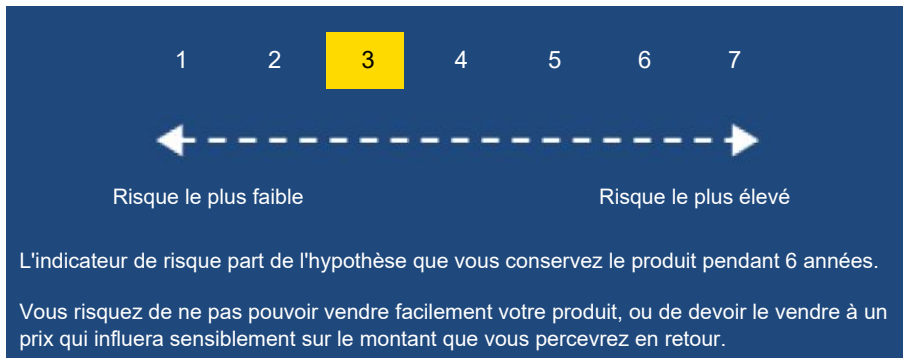 1 2 3 4 5 6 7
Risque le plus faible Risque le plus élevé
L'indicateur de risque part de l'hypothèse que vous conservez le produit pendant 6 années.
Vous risquez de ne pas pouvoir vendre facilement votre produit, ou de devoir le vendre à un
prix qui influera sensiblement sur le montant que vous percevrez en retour.